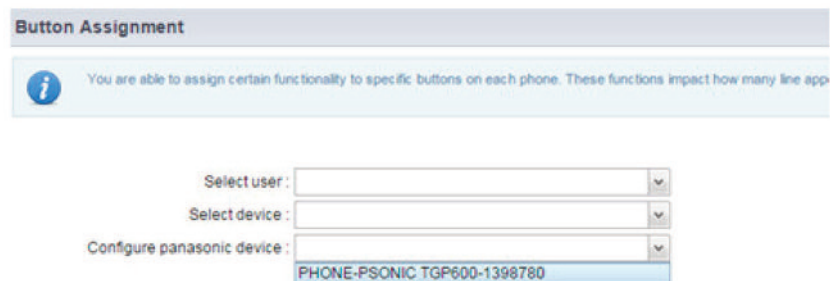 Button Assignment
You are able to assign certain functionality to specific buttons on each phone. These functions impact how many line app
Select user :
Select device :
Configure panasonic device :
PHONE-PSONIC TGP600-1398780